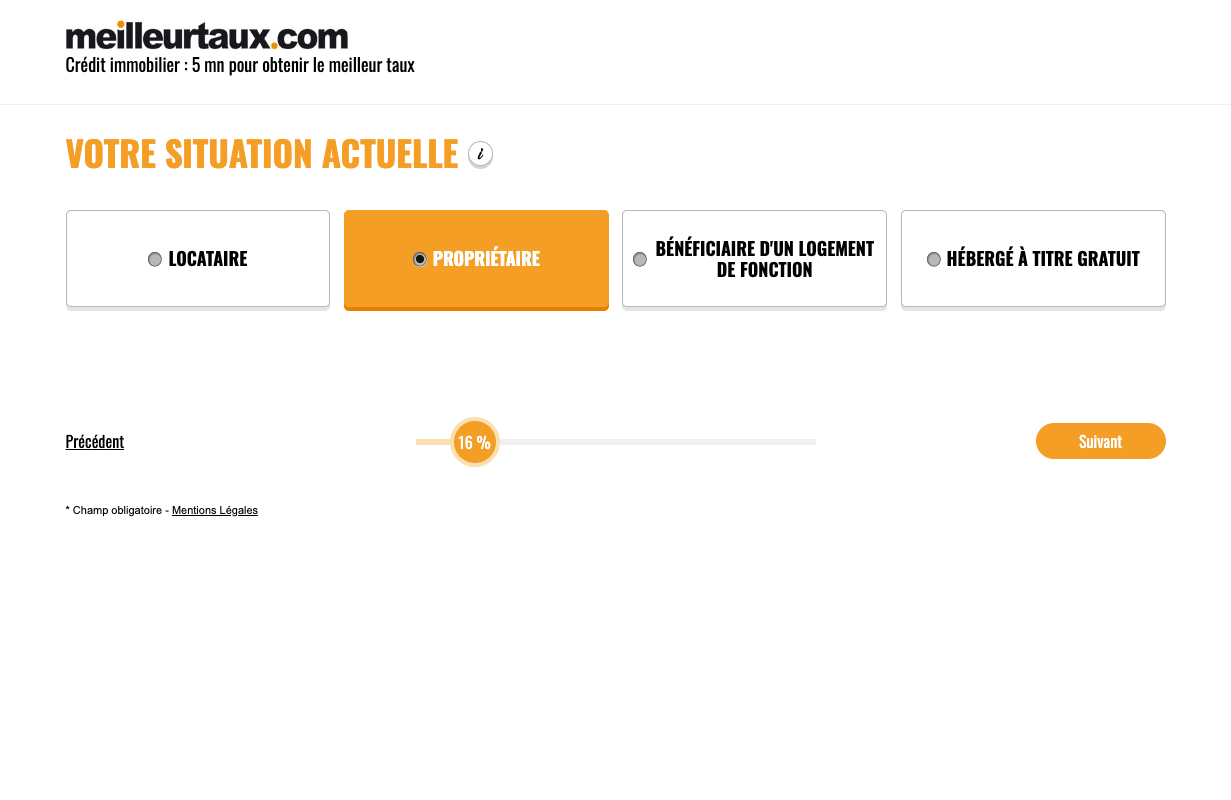 meilleurtaux.com
Crédit immobilier : 5 mn pour obtenir le meilleur taux
VOTRE SITUATION ACTUELLE i
LOCATAIRE
PROPRIÉTAIRE
BÉNÉFICIAIRE D'UN LOGEMENT
DE FONCTION
HÉBERGÉ À TITRE GRATUIT
Précédent
16 %
Suivant
* Champ obligatoire - Mentions Légales